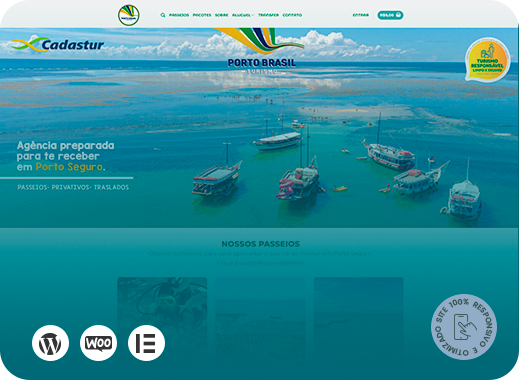 PASSEIOS PACOTES SOBRE ALUGUEL TRANSFER CONTATO
ENTRAR
Cadastur
PORTO BRASIL
TURISMO
TURISMO
RESPONSÁVEL
LIMPO E SEGURO
Agência preparada
para te receber
em Porto Seguro.
PASSEIOS· PRIVATIVOS· TRASLADOS
NOSSOS PASSEIOS
WOO
SITE 100% RESPONSIVO E OTIMIZADO